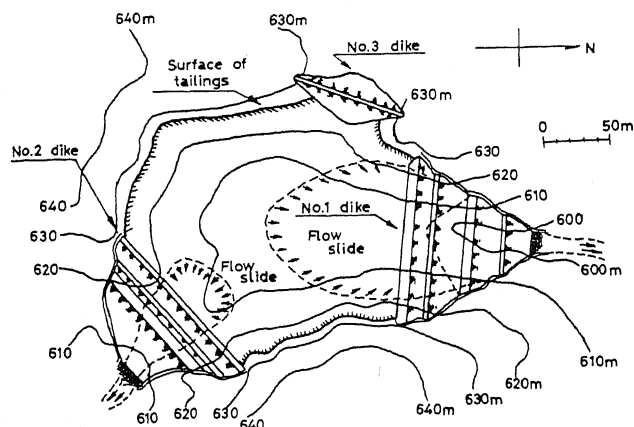 640m
630m
No.3 dike
N
Surface of
tailings
630m
0 50m
No.2 dike
630
620
610
640
No.1 dike
600
630
Flow
slide
620
Flow
slide
600m
610
610m
610
620
630
640
640m
630m
620m